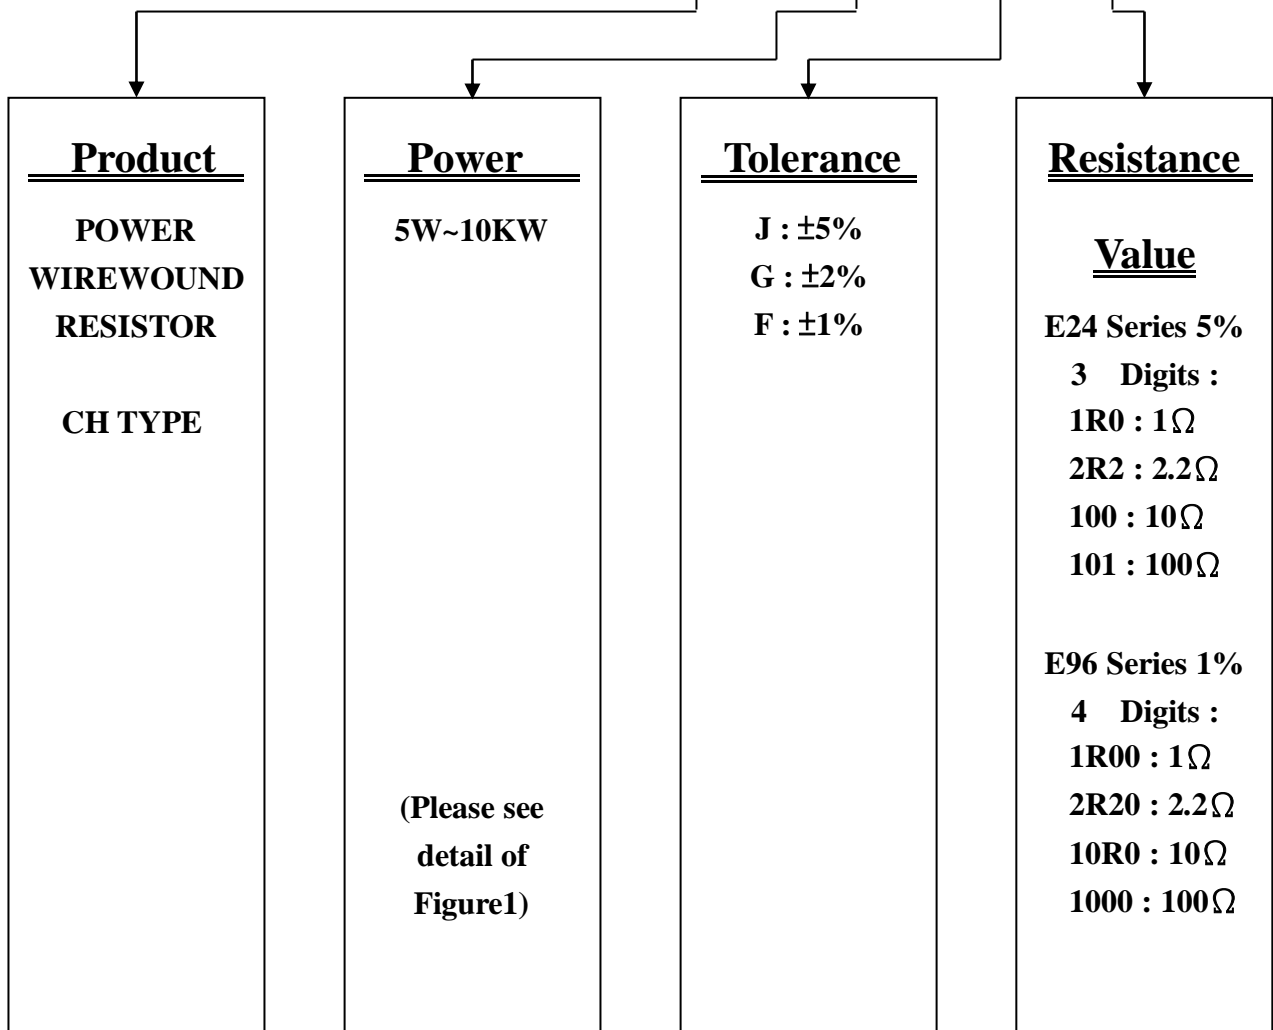 Product
POWER
WIREWOUND
RESISTOR
CH TYPE
Power
5W~10KW
(Please see
detail of
Figure1)
Tolerance
J : ±5%
G : ±2%
F : ±1%
Resistance
Value
E24 Series 5%
3 Digits :
1R0 : 1Ω
2R2 : 2.2Ω
100 : 10Ω
101 : 100Ω
E96 Series 1%
4 Digits :
1R00 : 1Ω
2R20 : 2.2Ω
10R0 : 10Ω
1000 : 100Ω